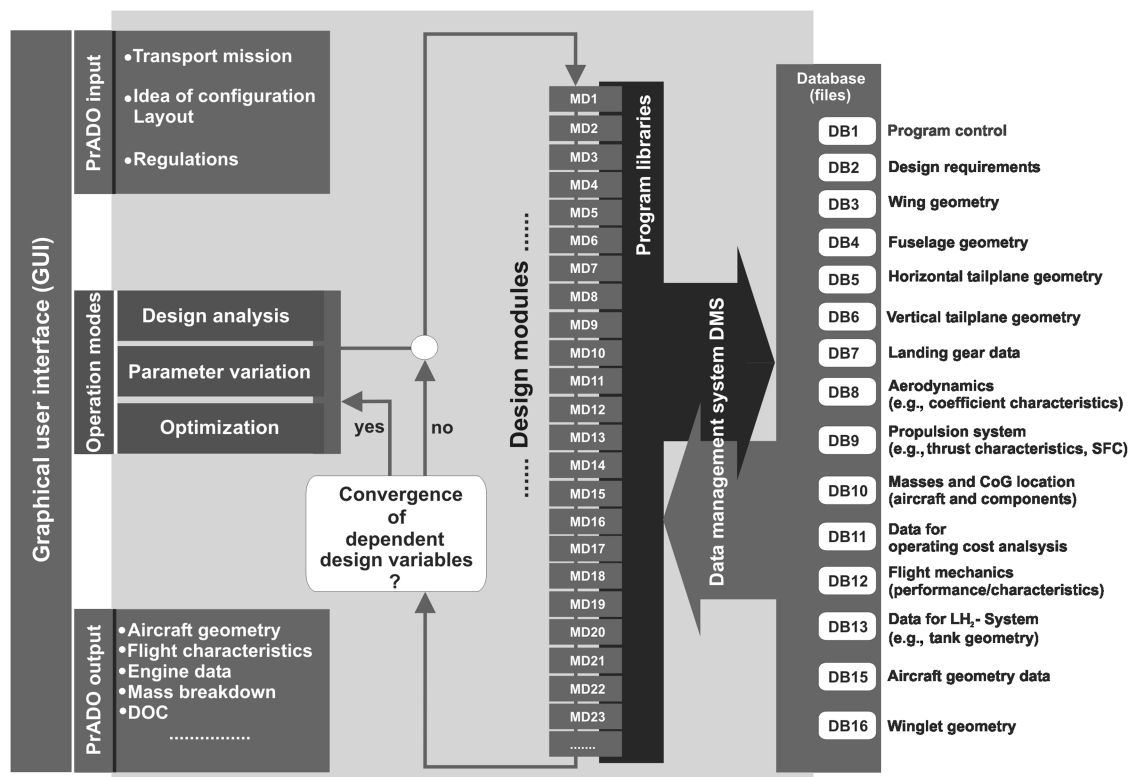 Graphical user interface (GUI)
PrADO input
•Transport mission
•Idea of configuration
Layout
•Regulations
Operation modes
Design analysis
Parameter variation
Optimization
yes
no
Convergence
of
dependent
design variables
?
PrADO output
•Aircraft geometry
•Flight characteristics
•Engine data
•Mass breakdown
•DOC
................
...... Design modules ......
MD1
MD2
MD3
MD4
MD5
MD6
MD7
MD8
MD9
MD10
MD11
MD12
MD13
MD14
MD15
MD16
MD17
MD18
MD19
MD20
MD21
MD22
MD23
.......
Program libraries
Data management system DMS
Database
(files)
DB1 Program control
DB2 Design requirements
DB3 Wing geometry
DB4 Fuselage geometry
DB5 Horizontal tailplane geometry
DB6 Vertical tailplane geometry
DB7 Landing gear data
DB8 Aerodynamics
(e.g., coefficient characteristics)
DB9 Propulsion system
(e.g., thrust characteristics, SFC)
DB10 Masses and CoG location
(aircraft and components)
DB11 Data for
operating cost analsysis
DB12 Flight mechanics
(performance/characteristics)
DB13 Data for LH₂- System
(e.g., tank geometry)
DB15 Aircraft geometry data
DB16 Winglet geometry